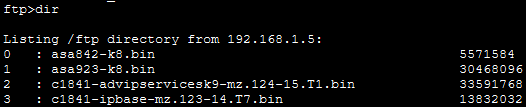 ftp>dir
Listing /ftp directory from 192.168.1.5:
0 : asa842-k8.bin 5571584
1 : asa923-k8.bin 30468096
2 : c1841-advipservicesk9-mz.124-15.T1.bin 33591768
3 : c1841-ipbase-mz.123-14.T7.bin 13832032